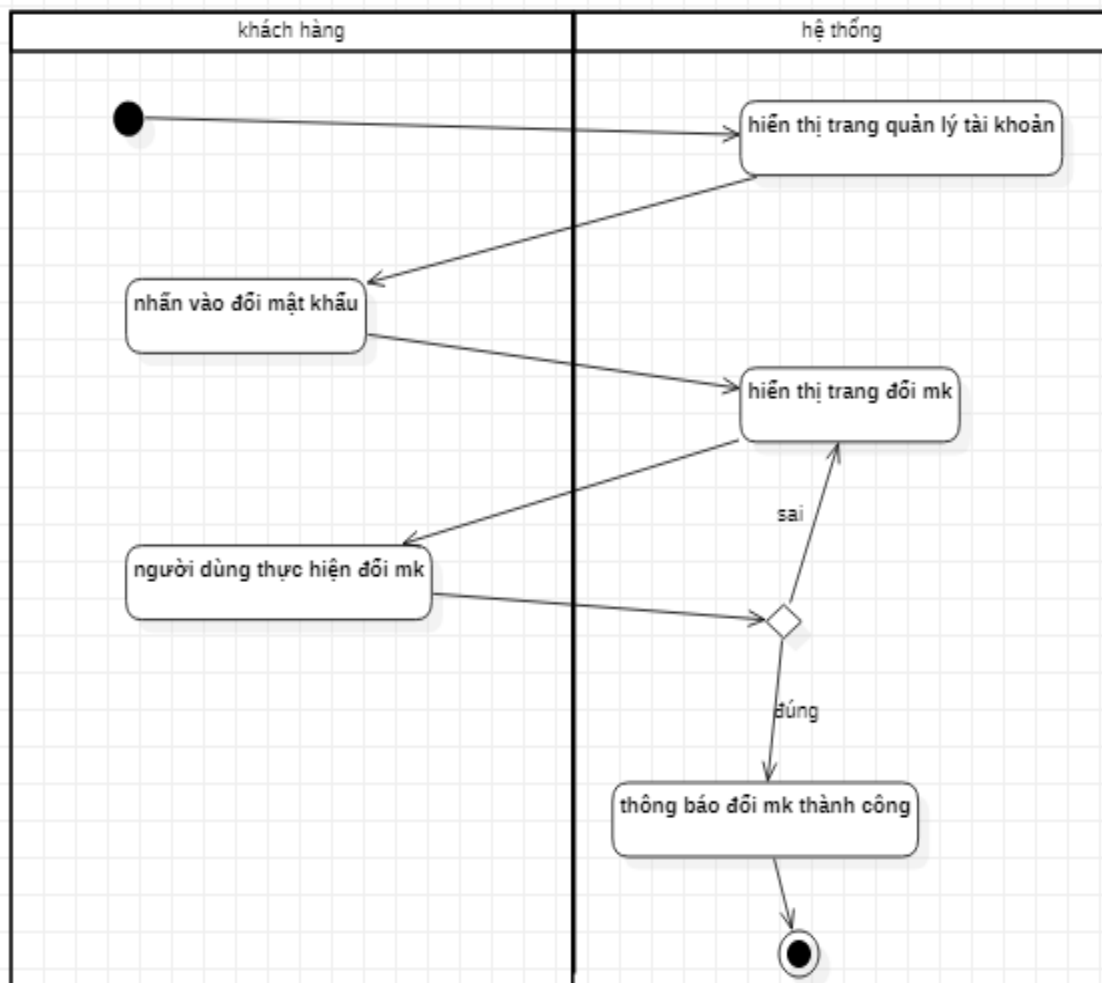 khách hàng
hệ thống
hiển thị trang quản lý tài khoản
nhấn vào đổi mật khẩu
hiển thị trang đổi mk
sai
người dùng thực hiện đổi mk
đúng
thông báo đổi mk thành công